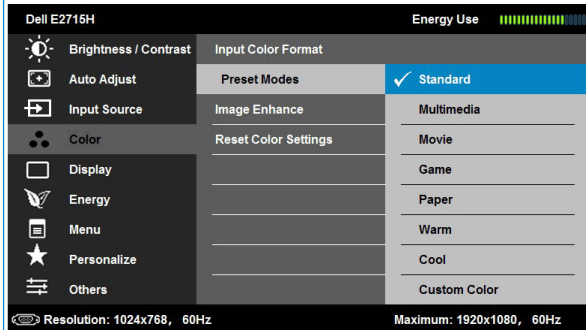 Dell E2715H Energy Use
Brightness / Contrast Input Color Format
Auto Adjust Preset Modes Standard
Input Source Image Enhance Multimedia
Color Reset Color Settings Movie
Display Game
Energy Paper
Menu Warm
Personalize Cool
Others Custom Color
Resolution: 1024x768, 60Hz Maximum: 1920x1080, 60Hz